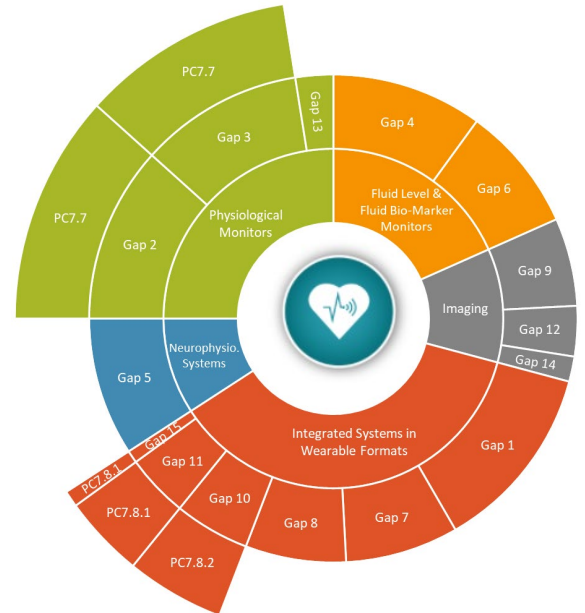 PC7.7
PC7.7
Gap 3
Gap 13
Gap 2
Physiological
Monitors
Gap 4
Gap 6
Fluid Level &
Fluid Bio-Marker
Monitors
Imaging
Gap 9
Gap 12
Gap 14
Neurophysio.
Systems
Gap 5
Integrated Systems in
Wearable Formats
Gap 1
Gap 7
Gap 8
Gap 10
Gap 11
Gap 15
PC7.8.1
PC7.8.1
PC7.8.2